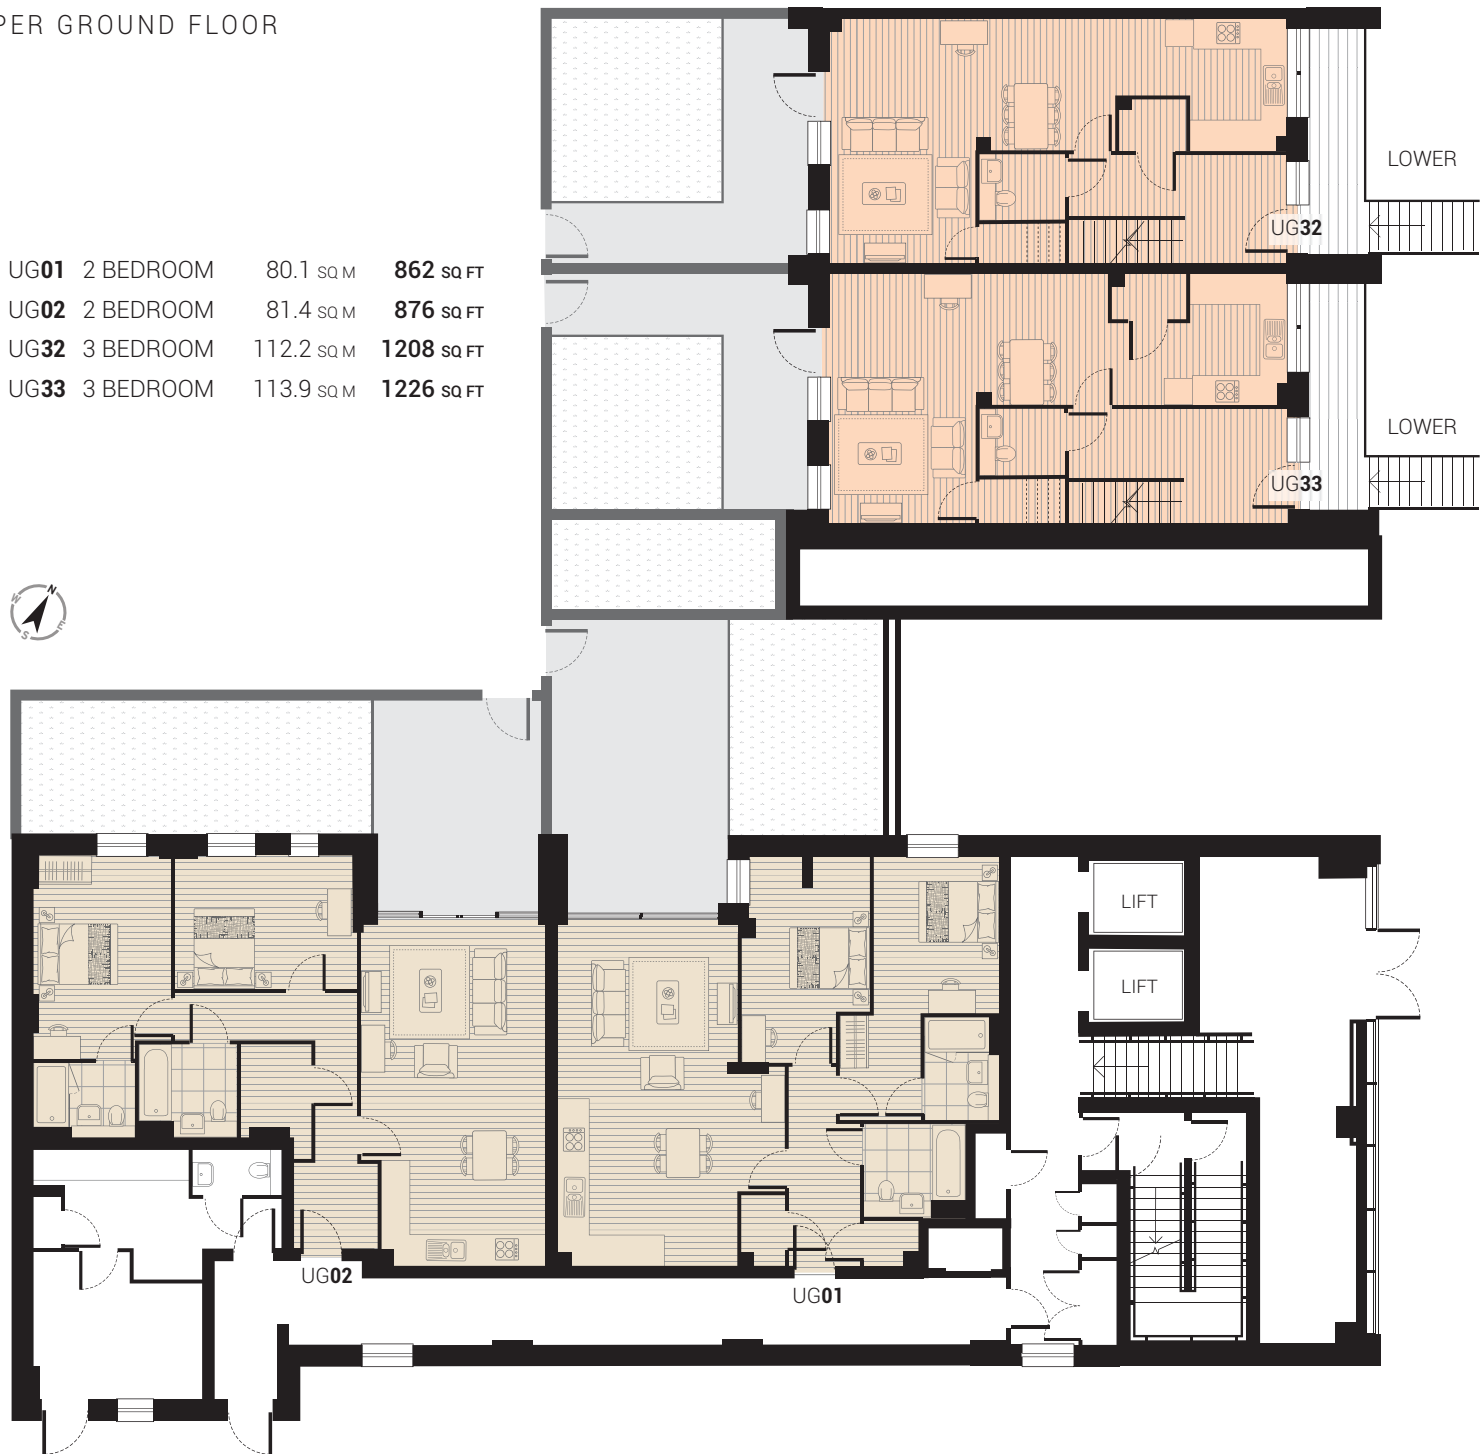 PER GROUND FLOOR
UG01 2 BEDROOM 80.1 SQ M 862 SQ FT
UG02 2 BEDROOM 81.4 SQ M 876 SQ FT
UG32 3 BEDROOM 112.2 SQ M 1208 SQ FT
UG33 3 BEDROOM 113.9 SQ M 1226 SQ FT
LOWER
UG32
LOWER
UG33
N
W
E
S
LIFT
LIFT
UG02
UG01